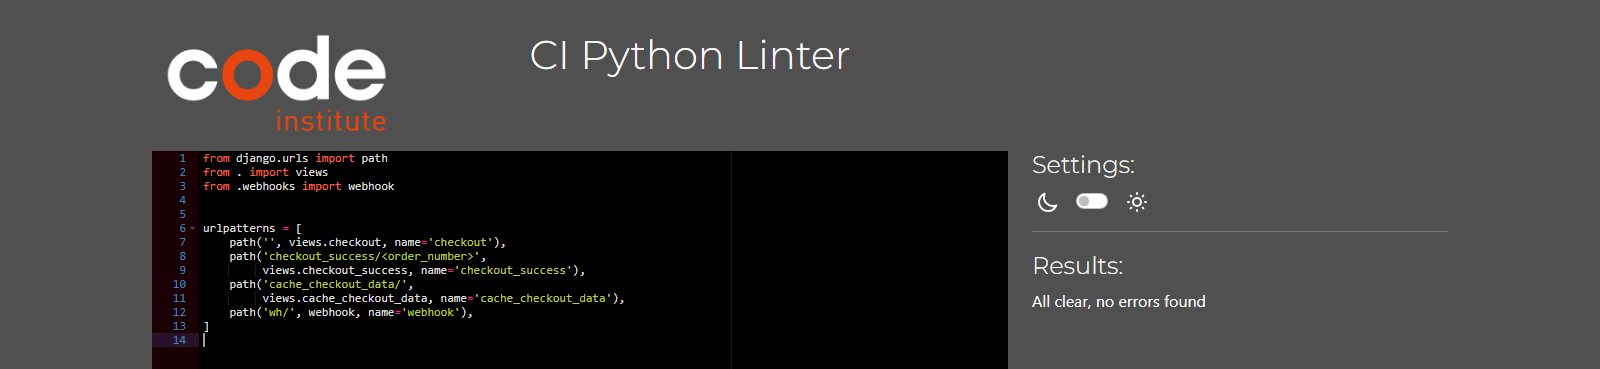 code
institute
CI Python Linter
1 from django.urls import path
2 from . import views
3 from .webhooks import webhook
4
5
6 urlpatterns = [
7     path('', views.checkout, name='checkout'),
8     path('checkout_success/<order_number>',
9          views.checkout_success, name='checkout_success'),
10     path('cache_checkout_data/',
11          views.cache_checkout_data, name='cache_checkout_data'),
12     path('wh/', webhook, name='webhook'),
13 ]
14
Settings:
Results:
All clear, no errors found